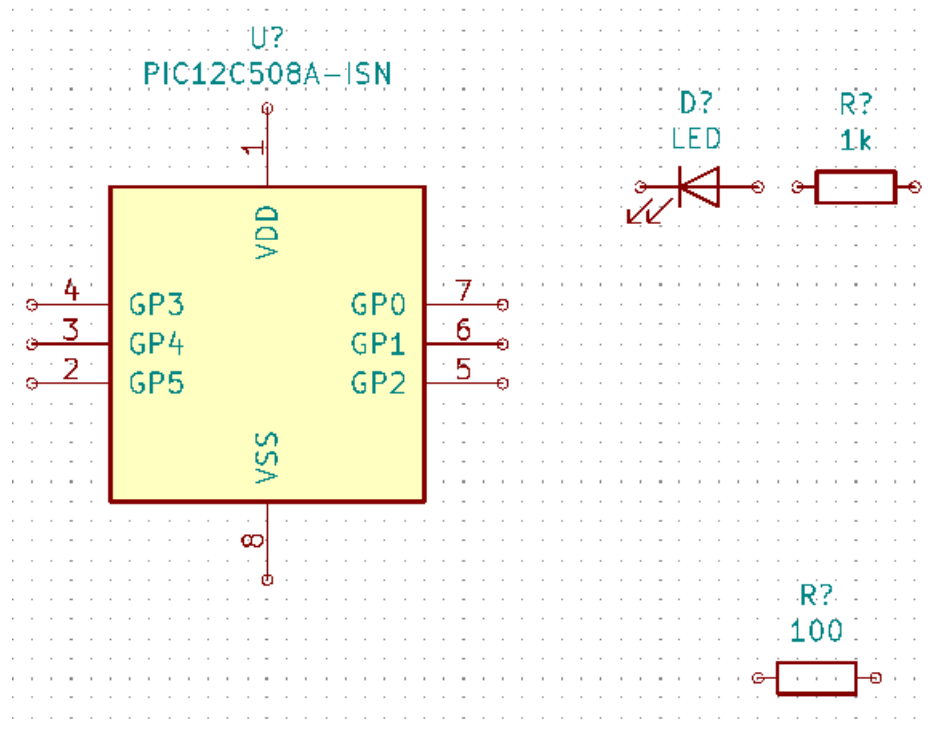 U?
PIC12C508A-ISN
1
VDD
4 GP3 GP0 7
3 GP4 GP1 6
2 GP5 GP2 5
VSS
8
D?
LED
R?
1k
R?
100